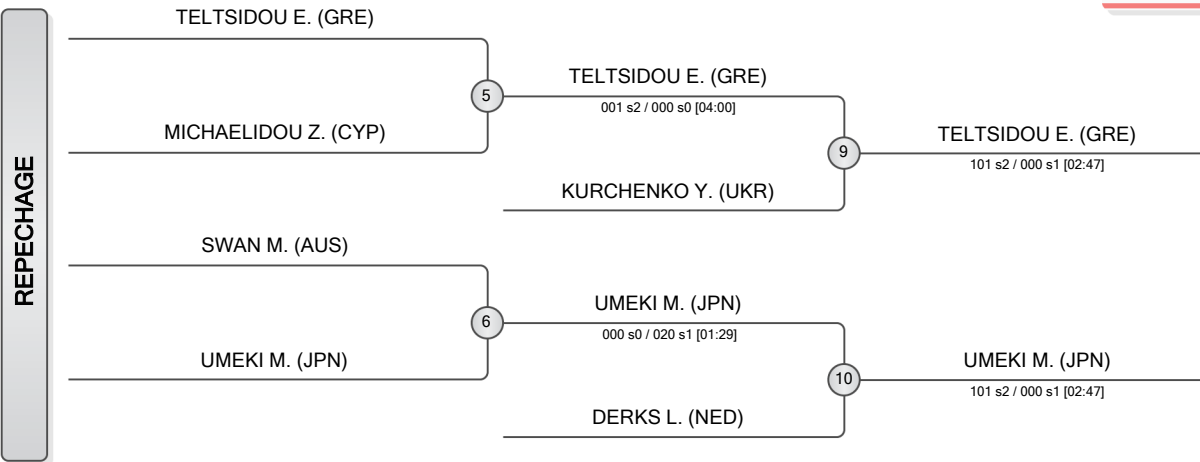 REPECHAGE
TELTSIDOU E. (GRE)
MICHAELIDOU Z. (CYP)
5
TELTSIDOU E. (GRE)
001 s2 / 000 s0 [04:00]
KURCHENKO Y. (UKR)
9
TELTSIDOU E. (GRE)
101 s2 / 000 s1 [02:47]
SWAN M. (AUS)
UMEKI M. (JPN)
6
UMEKI M. (JPN)
000 s0 / 020 s1 [01:29]
DERKS L. (NED)
10
UMEKI M. (JPN)
101 s2 / 000 s1 [02:47]